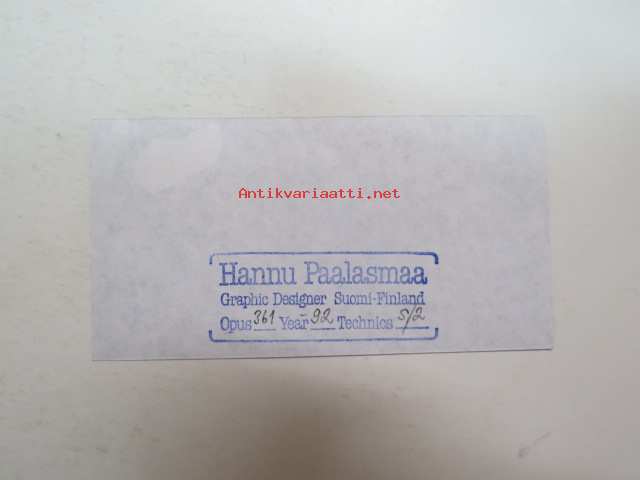 Antikvariaatti.net
Hannu Paalasmaa
Graphic Designer Suomi-Finland
Opus 361 Year 92 Technics S/2